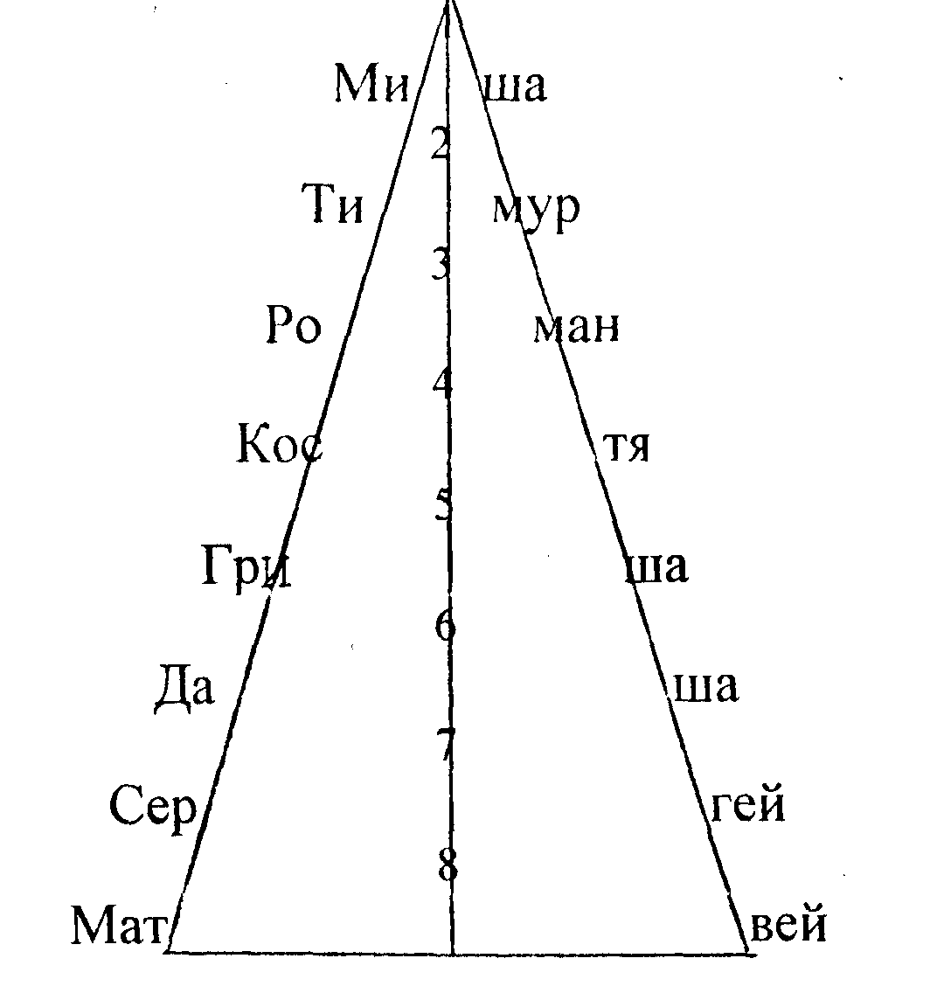 Ми ша
2
Ти мур
3
Ро ман
4
Кос тя
5
Гри ша
6
Да ша
7
Сер гей
8
Мат вей